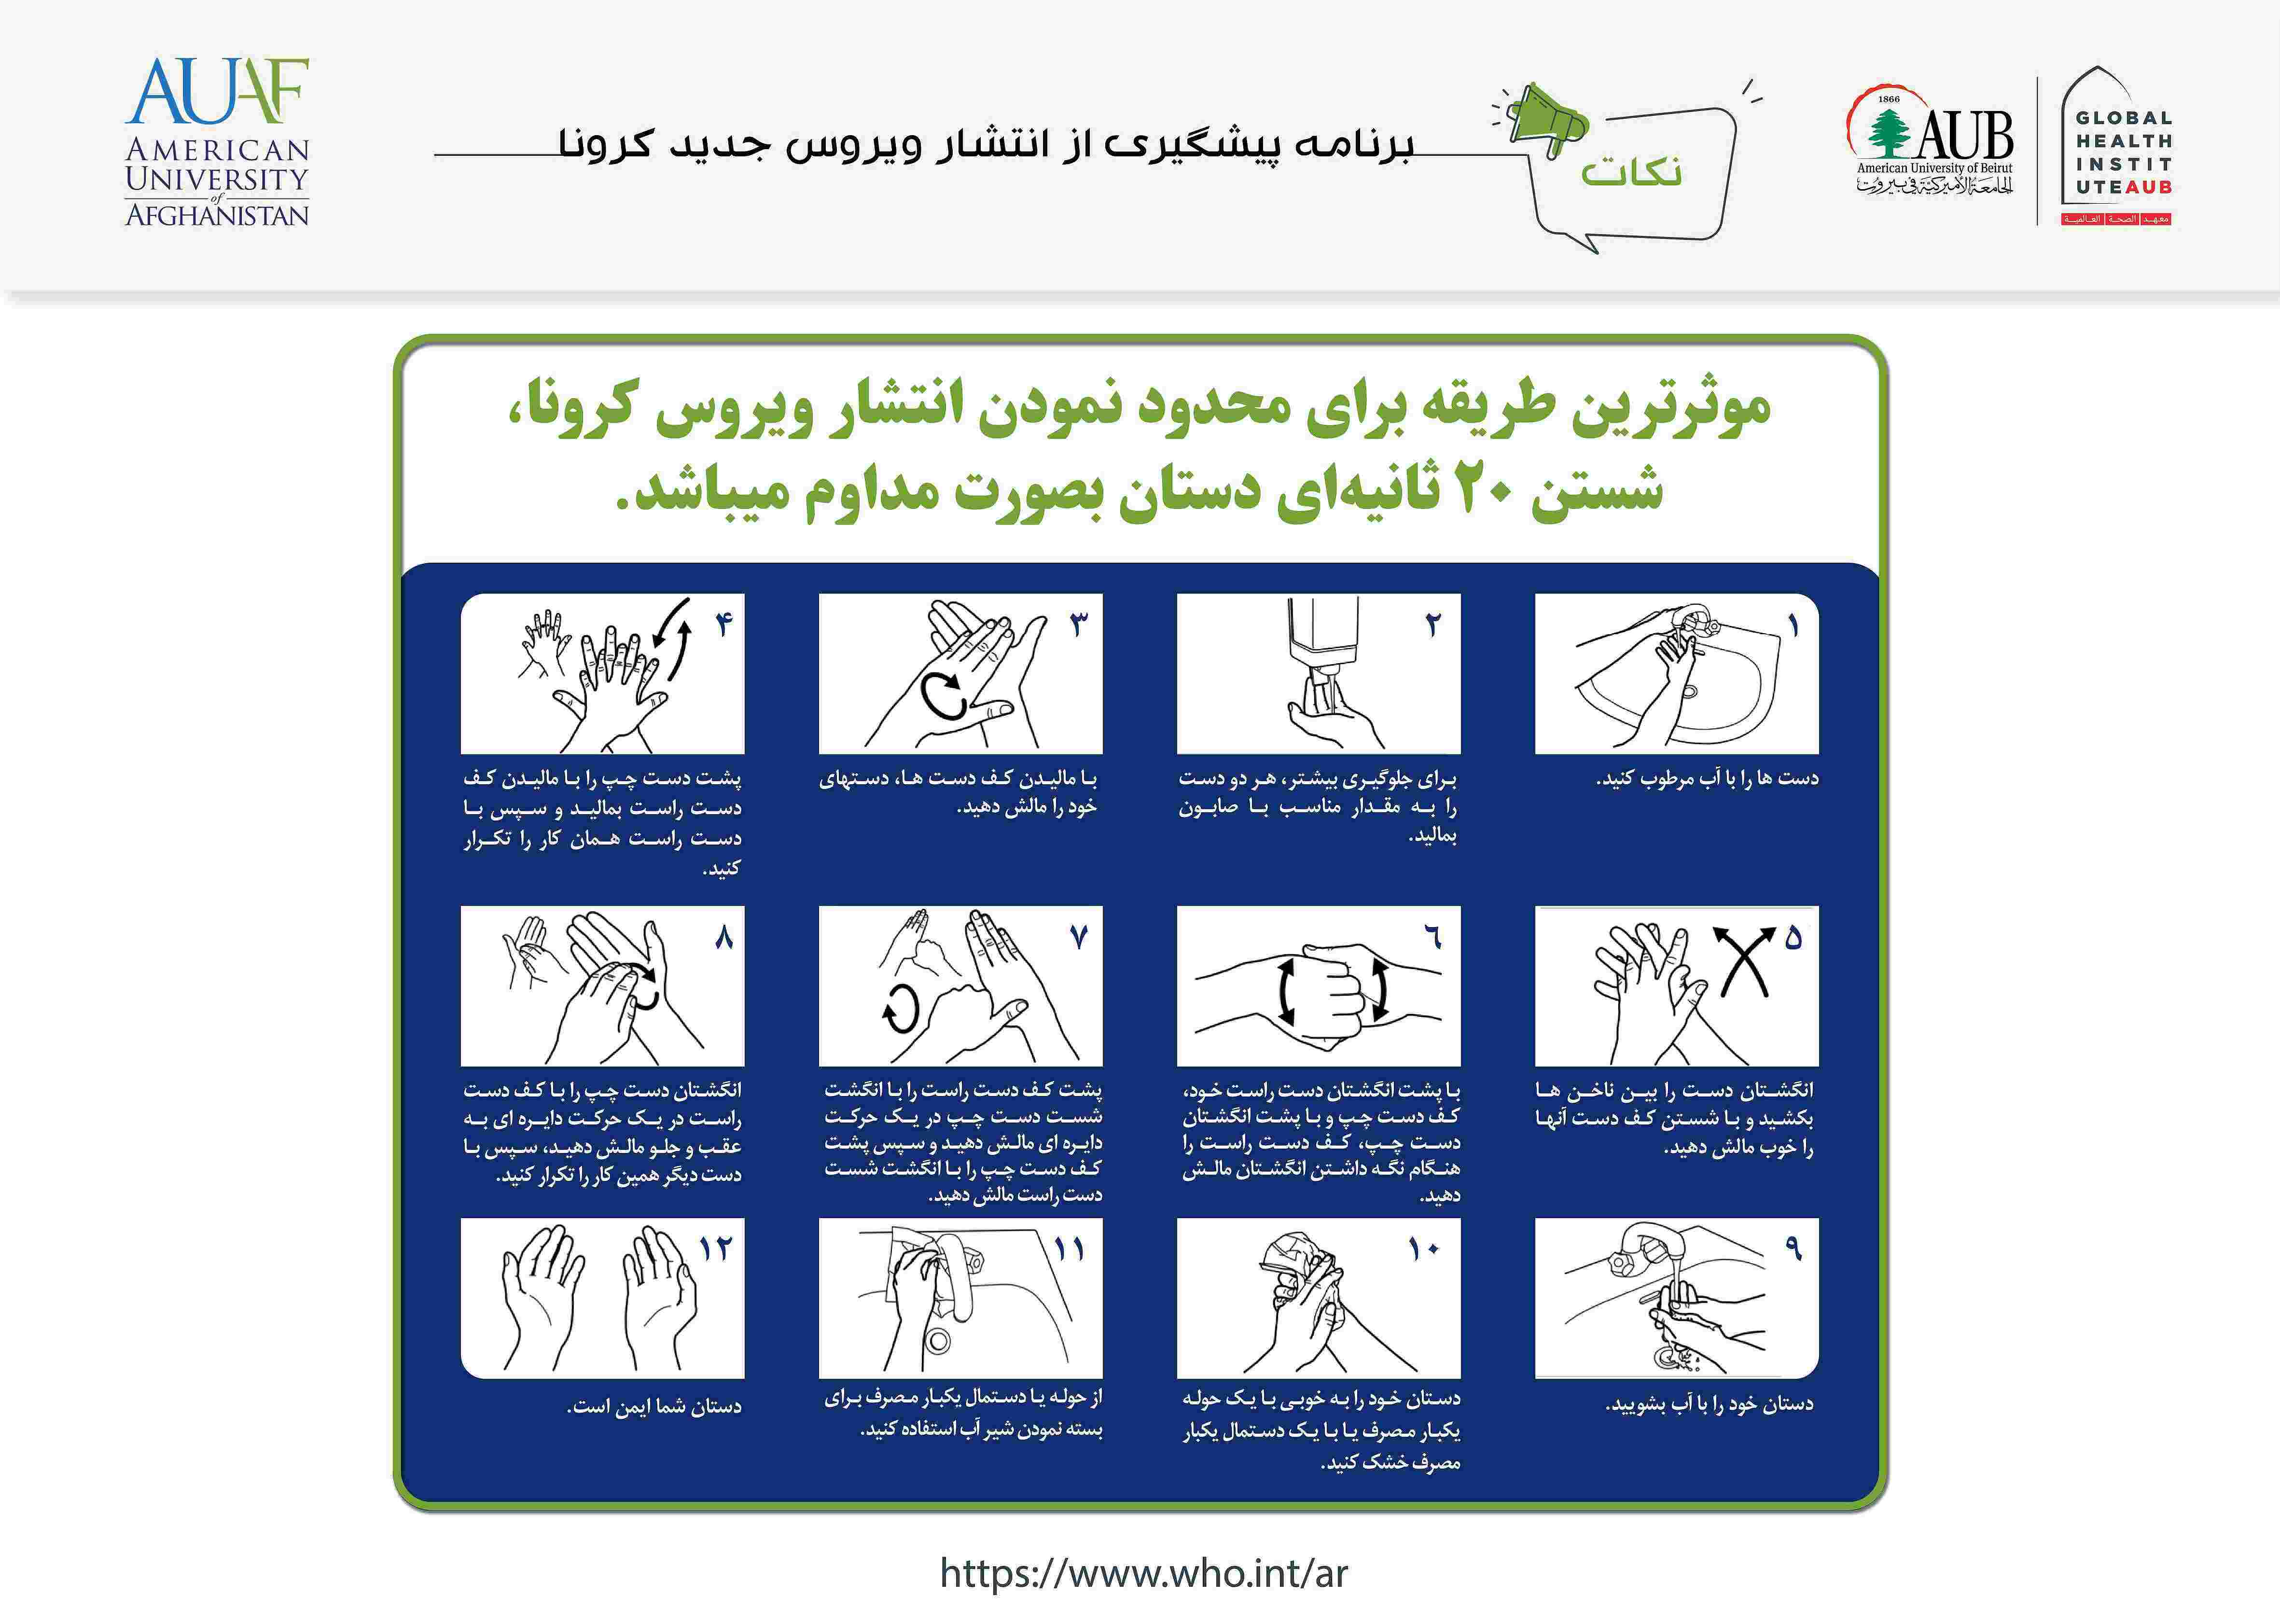 AUAF
AMERICAN
UNIVERSITY
of
AFGHANISTAN
برنامه پیشگیری از انتشار ویروس جدید کرونا
نکات
1866
AUB
American University of Beirut
الجامعة الأميركية في بيروت
GLOBAL
HEALTH
INSTIT
UTEAUB
معهد الصحة العالمية
موثرترین طریقه برای محدود نمودن انتشار ویروس کرونا،
شستن ۲۰ ثانیه‌ای دستان بصورت مداوم میباشد.
۱
دست ها را با آب مرطوب کنید.
۲
برای جلوگیری بیشتر، هر دو دست
را به مقدار مناسب با صابون
بمالید.
۳
با مالیدن کف دست ها، دستهای
خود را مالش دهید.
۴
پشت دست چپ را با مالیدن کف
دست راست بمالید و سپس با
دست راست همان کار را تکرار
کنید.
۵
انگشتان دست را بین ناخن ها
بکشید و با شستن کف دست آنها
را خوب مالش دهید.
٦
با پشت انگشتان دست راست خود،
کف دست چپ و با پشت انگشتان
دست چپ، کف دست راست را
هنگام نگه داشتن انگشتان مالش
دهید.
۷
پشت کف دست راست را با انگشت
شست دست چپ در یک حرکت
دایره ای مالش دهید و سپس پشت
کف دست چپ را با انگشت شست
دست راست مالش دهید.
۸
انگشتان دست چپ را با کف دست
راست در یک حرکت دایره ای به
عقب و جلو مالش دهید، سپس با
دست دیگر همین کار را تکرار کنید.
۹
دستان خود را با آب بشویید.
۱۰
دستان خود را به خوبی با یک حوله
یکبار مصرف یا با یک دستمال یکبار
مصرف خشک کنید.
۱۱
از حوله یا دستمال یکبار مصرف برای
بسته نمودن شیر آب استفاده کنید.
۱۲
دستان شما ایمن است.
https://www.who.int/ar